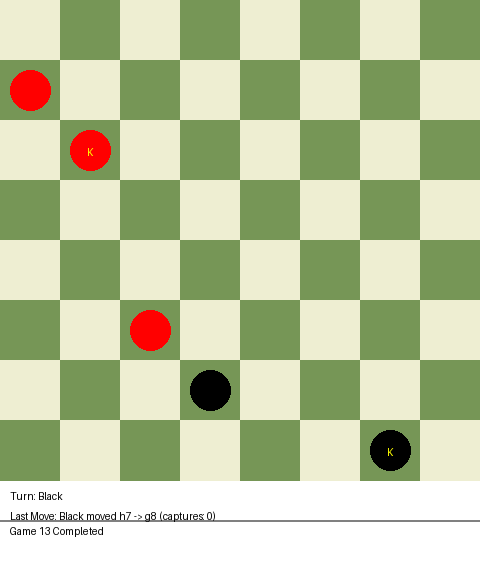 K
K
Turn: Black
Last Move: Black moved h7 -> g8 (captures: 0)
Game 13 Completed